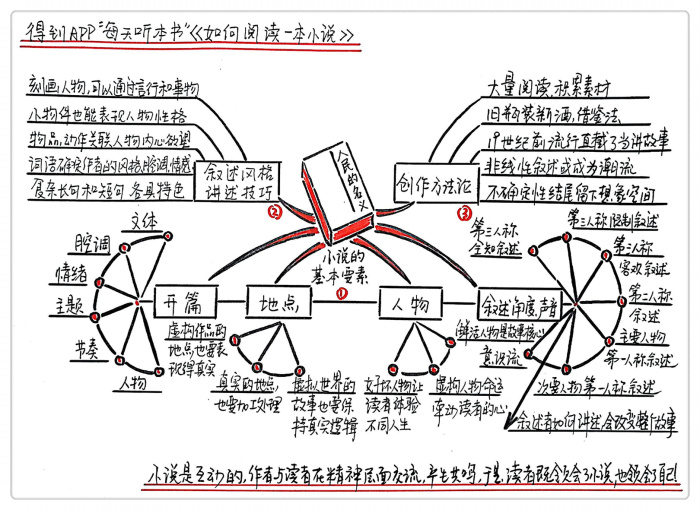 得到APP"每天听本书"《如何阅读一本小说》
刻画人物,可以通过言行和事物
小物件也能表现人物性格
物品,动作关联人物内心欲望
词语体现作者的风格,腔调,情感
复杂长句和短句各具特色
叙述风格
讲述技巧
②
人民的名义
大量阅读,积累素材
旧瓶装新酒,借鉴法
19世纪前流行直截了当讲故事
非线性叙述或成为潮流
不确定性结尾留下想象空间
创作方法论
③
小说的
基本要素
①
文体
腔调
情绪
主题
节奏
人物
开篇
地点
虚构作品的
地点,也要表
现得真实
真实的地点,
也要加工处理
虚拟世界的
故事也要保
持真实逻辑
人物
好坏人物让
读者体验
不同人生
虚构人物命运
牵动读者的心
鲜活人物是故事核心
叙述角度,声音
第三人称
全知叙述
第三人称限制叙述
第三人称
客观叙述
第二人称
叙述
主要人物
第一人称叙述
次要人物第一人称叙述
意识流
叙述者如何讲述,会改变整个故事
小说是互动的,作者与读者在精神层面交流,产生共鸣,于是,读者既领会了小说,也领会了自己